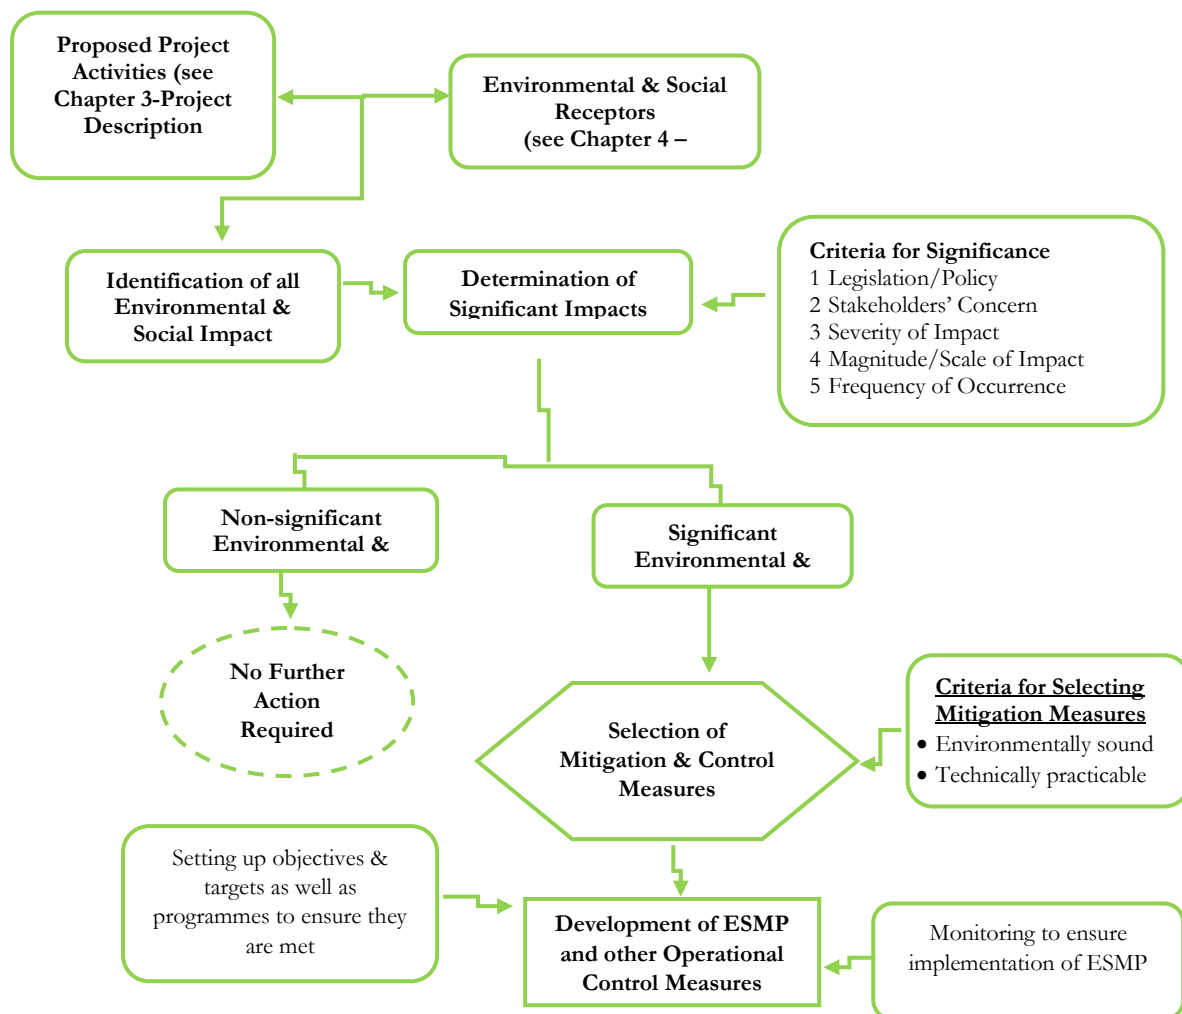 Proposed Project
Activities (see
Chapter 3-Project
Description
Environmental & Social
Receptors
(see Chapter 4 –
Identification of all
Environmental &
Social Impact
Determination of
Significant Impacts
Criteria for Significance
1 Legislation/Policy
2 Stakeholders’ Concern
3 Severity of Impact
4 Magnitude/Scale of Impact
5 Frequency of Occurrence
Non-significant
Environmental &
Significant
Environmental &
No Further
Action
Required
Selection of
Mitigation & Control
Measures
Criteria for Selecting
Mitigation Measures
• Environmentally sound
• Technically practicable
Setting up objectives &
targets as well as
programmes to ensure they
are met
Development of ESMP
and other Operational
Control Measures
Monitoring to ensure
implementation of ESMP